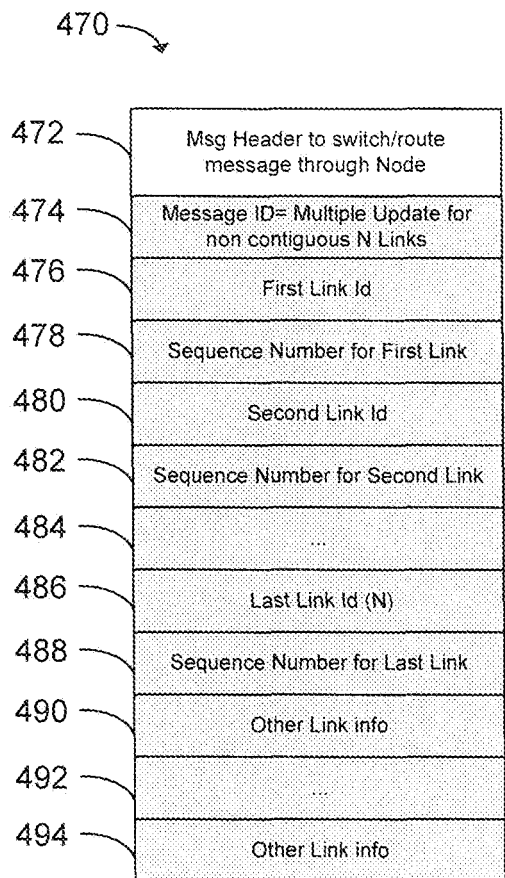 470
472
Msg Header to switch/route
message through Node
474
Message ID= Multiple Update for
non contiguous N Links
476
First Link Id
478
Sequence Number for First Link
480
Second Link Id
482
Sequence Number for Second Link
484
...
486
Last Link Id (N)
488
Sequence Number for Last Link
490
Other Link info
492
...
494
Other Link info